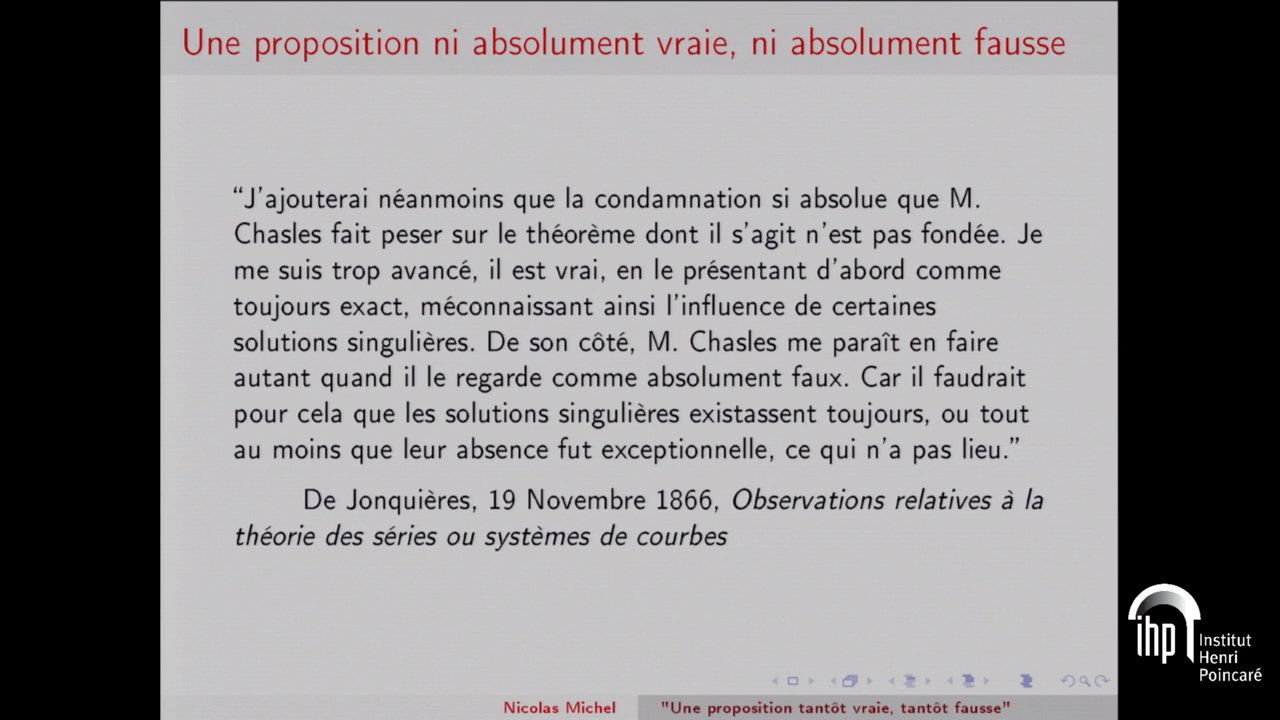 Une proposition ni absolument vraie, ni absolument fausse
“J'ajouterai néanmoins que la condamnation si absolue que M.
Chasles fait peser sur le théorème dont il s'agit n'est pas fondée. Je
me suis trop avancé, il est vrai, en le présentant d'abord comme
toujours exact, méconnaissant ainsi l'influence de certaines
solutions singulières. De son côté, M. Chasles me paraît en faire
autant quand il le regarde comme absolument faux. Car il faudrait
pour cela que les solutions singulières existassent toujours, ou tout
au moins que leur absence fut exceptionnelle, ce qui n'a pas lieu.”
De Jonquières, 19 Novembre 1866, Observations relatives à la
théorie des séries ou systèmes de courbes
ihp Institut
Henri
Poincaré
Nicolas Michel "Une proposition tantôt vraie, tantôt fausse"